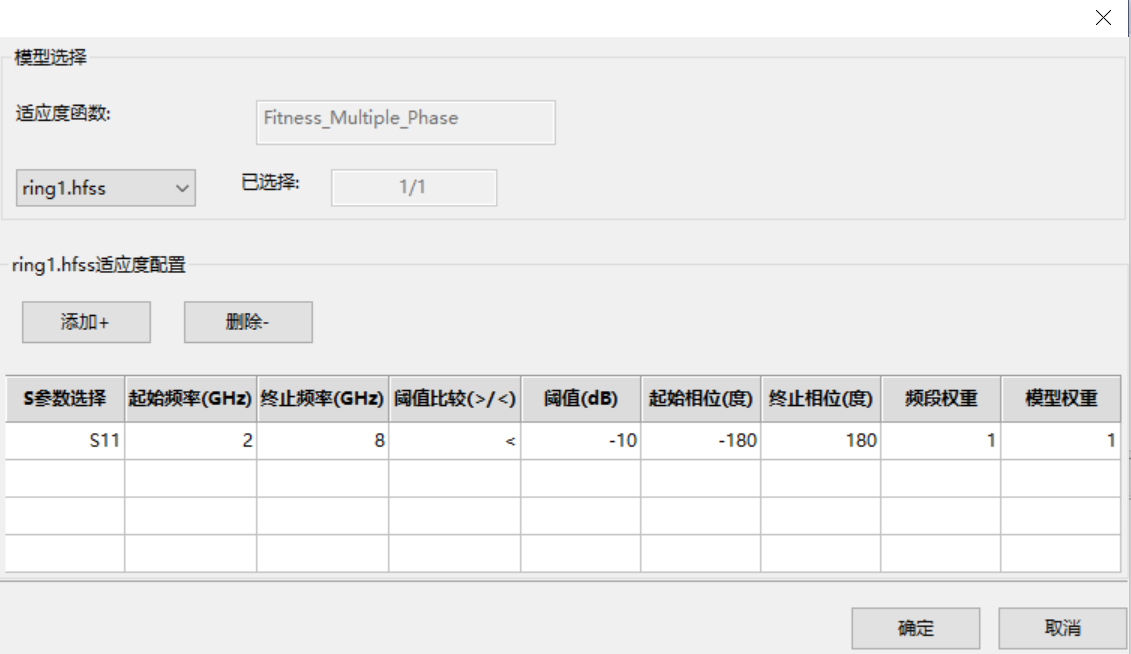 模型选择
适应度函数: Fitness_Multiple_Phase
ring1.hfss 已选择: 1/1
ring1.hfss适应度配置
添加+ 删除-
S参数选择 起始频率(GHz) 终止频率(GHz) 阈值比较(>/<) 阈值(dB) 起始相位(度) 终止相位(度) 频段权重 模型权重
S11 2 8 < -10 -180 180 1 1
确定 取消